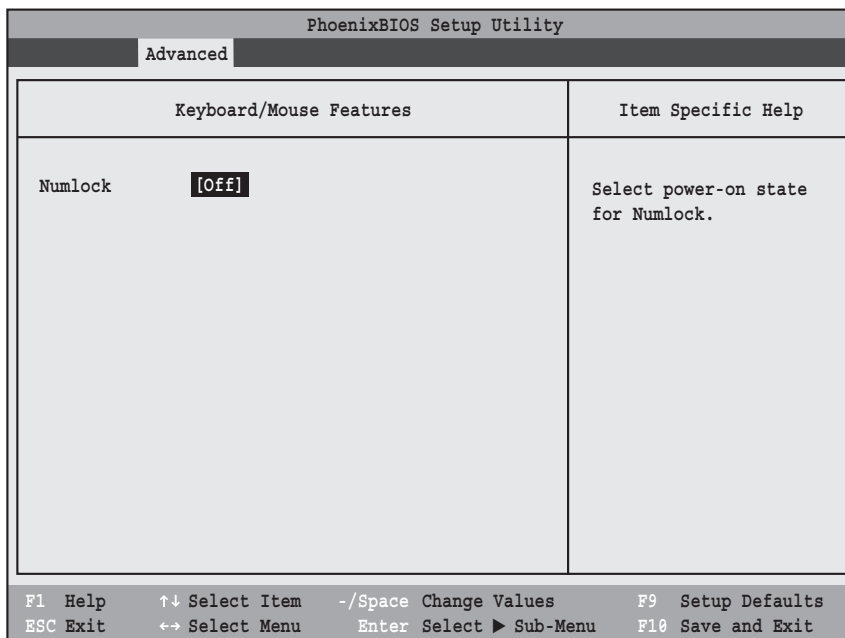 PhoenixBIOS Setup Utility
Advanced
Keyboard/Mouse Features
Item Specific Help
Numlock [Off]
Select power-on state
for Numlock.
F1 Help ↑↓ Select Item -/Space Change Values F9 Setup Defaults
ESC Exit ←→ Select Menu Enter Select ▶ Sub-Menu F10 Save and Exit